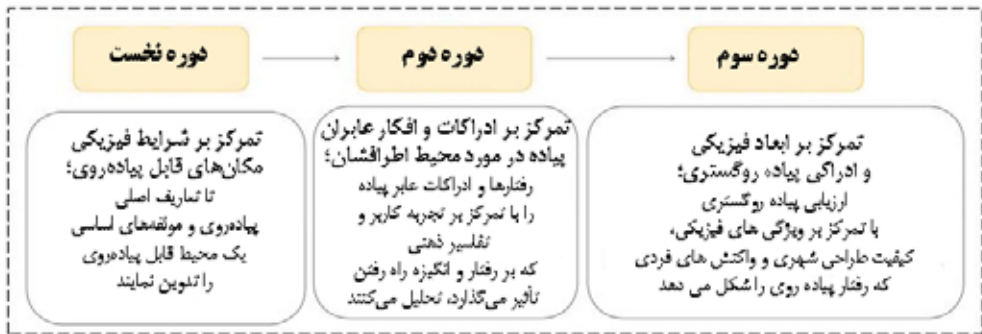 دوره نخست
تمرکز بر شرایط فیزیکی
مکان‌های قابل پیاده‌روی؛
تا تعاریف اصلی
پیاده‌روی و مولفه‌های اساسی
یک محیط قابل پیاده‌روی
را تدوین نمایند
دوره دوم
تمرکز بر ادراکات و افکار عابران
پیاده در مورد محیط اطرافشان؛
رفتارها و ادراکات عابر پیاده
را با تمرکز بر تجربه کاربر و
تفاسیر ذهنی
که بر رفتار و انگیزه راه رفتن
تأثیر می‌گذارد، تحلیل می‌کنند
دوره سوم
تمرکز بر ابعاد فیزیکی
و ادراکی پیاده روگستری؛
ارزیابی پیاده روگستری
با تمرکز بر ویژگی های فیزیکی،
کیفیت طراحی شهری و واکنش های فردی
که رفتار پیاده روی را شکل می دهد